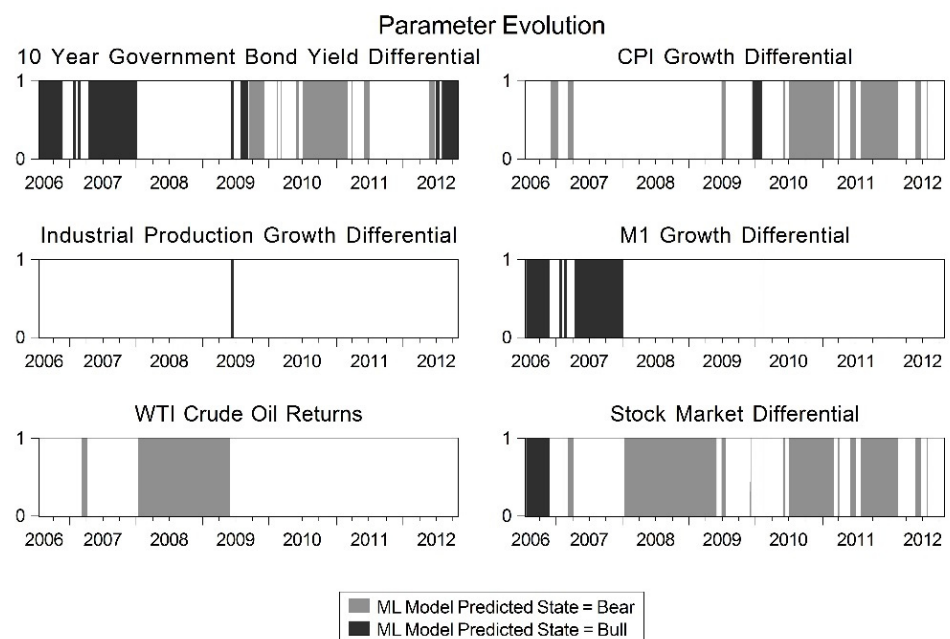 Parameter Evolution
10 Year Government Bond Yield Differential
1
0
2006 2007 2008 2009 2010 2011 2012
CPI Growth Differential
1
0
2006 2007 2008 2009 2010 2011 2012
Industrial Production Growth Differential
1
0
2006 2007 2008 2009 2010 2011 2012
M1 Growth Differential
1
0
2006 2007 2008 2009 2010 2011 2012
WTI Crude Oil Returns
1
0
2006 2007 2008 2009 2010 2011 2012
Stock Market Differential
1
0
2006 2007 2008 2009 2010 2011 2012
ML Model Predicted State = Bear
ML Model Predicted State = Bull